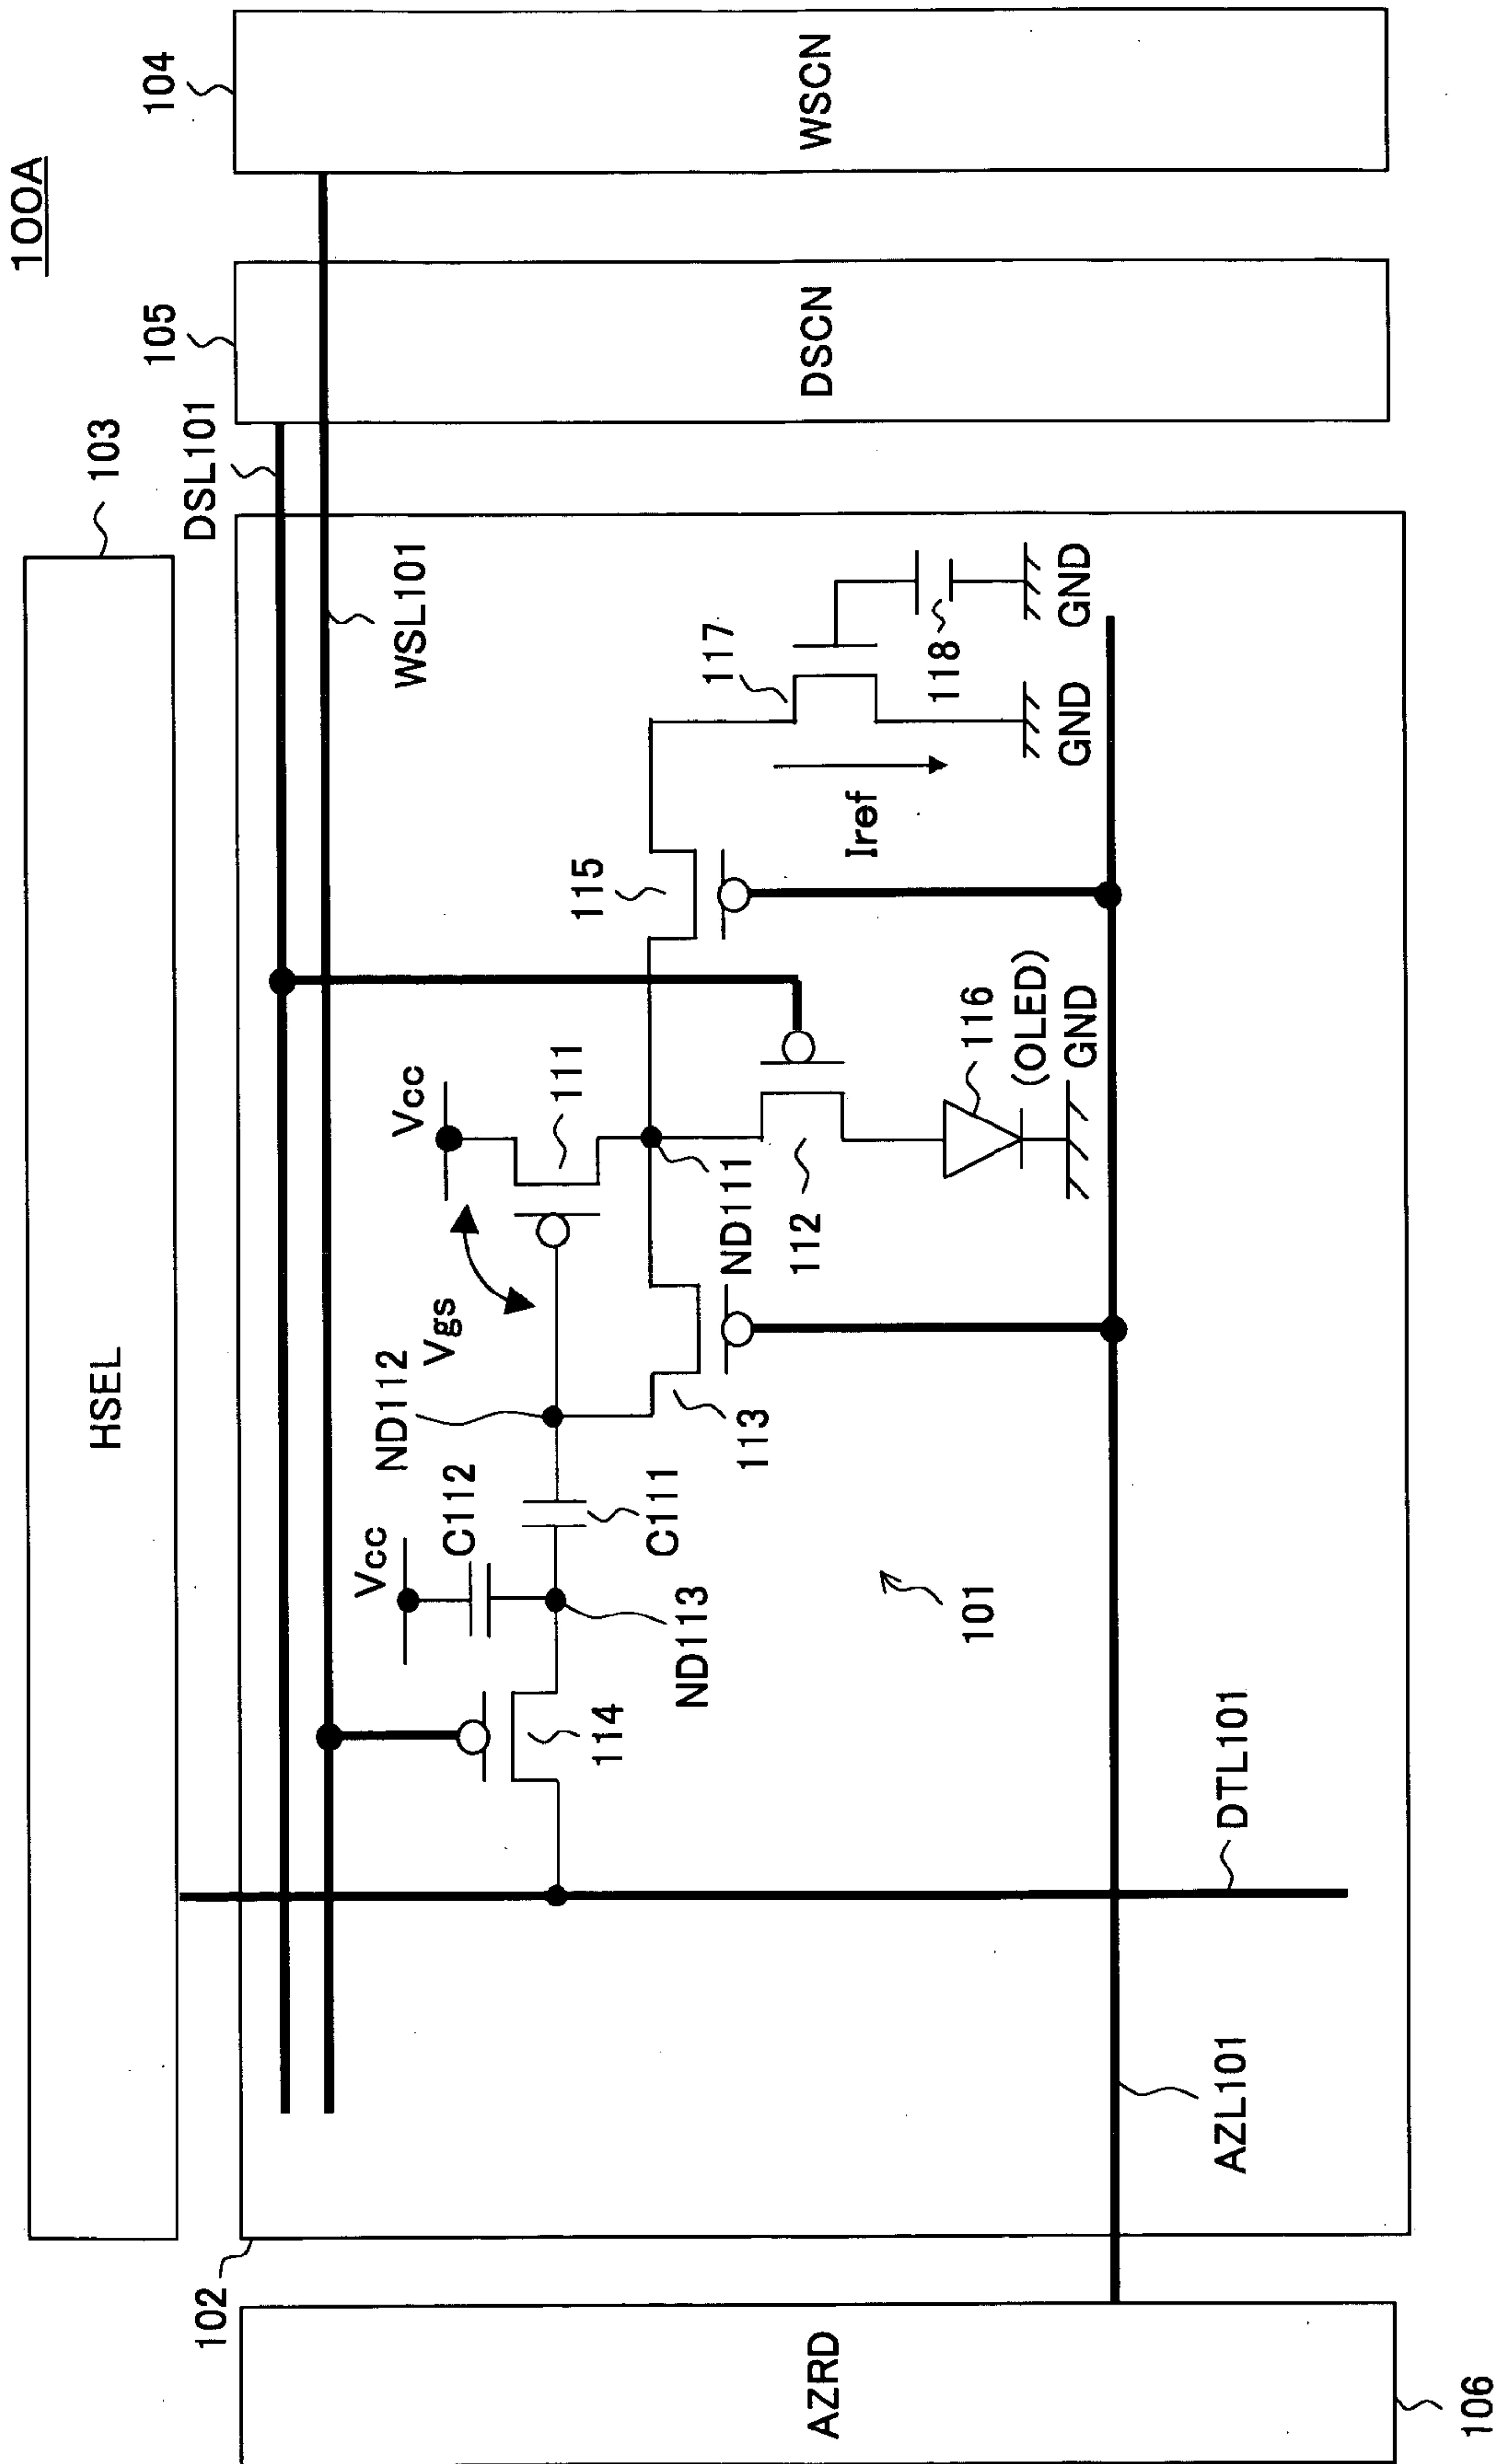 100A
103
HSEL
104
WSCN
105
DSCN
DSL101
WSL101
102
Vcc
111
Vgs
ND112
Vcc
C112
C111
ND113
114
113
ND111
112
115
117
118
Iref
GND
GND
116
(OLED)
GND
101
DTL101
AZL101
AZRD
106